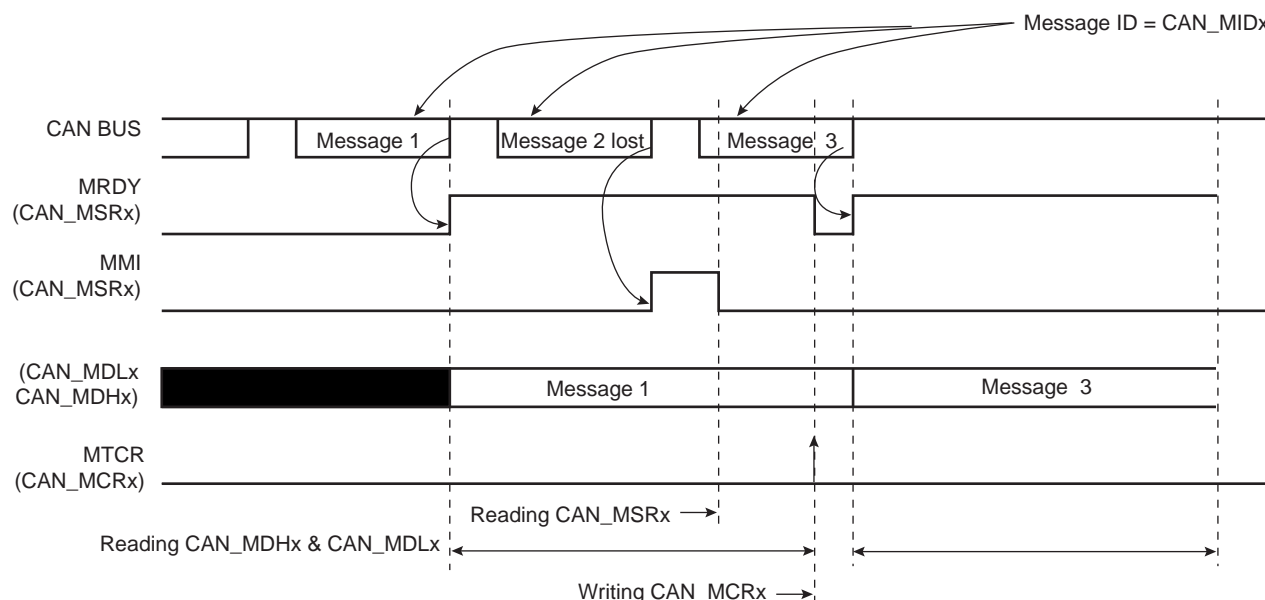 Message ID = CAN_MIDx
CAN BUS
Message 1
Message 2 lost
Message 3
MRDY
(CAN_MSRx)
MMI
(CAN_MSRx)
(CAN_MDLx
CAN_MDHx)
Message 1
Message 3
MTCR
(CAN_MCRx)
Reading CAN_MSRx
Reading CAN_MDHx & CAN_MDLx
Writing CAN_MCRx